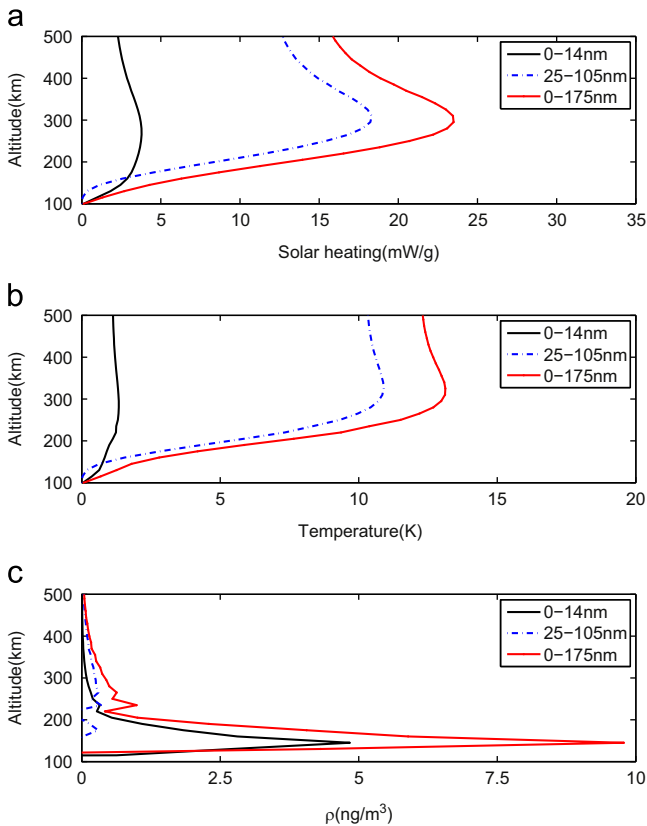 a
500
400
300
200
100
Altitude(km)
0−14nm
25−105nm
0−175nm
0 5 10 15 20 25 30 35
Solar heating(mW/g)
b
500
400
300
200
100
Altitude(km)
0−14nm
25−105nm
0−175nm
0 5 10 15 20
Temperature(K)
c
500
400
300
200
100
Altitude(km)
0−14nm
25−105nm
0−175nm
0 2.5 5 7.5 10
ρ(ng/m³)